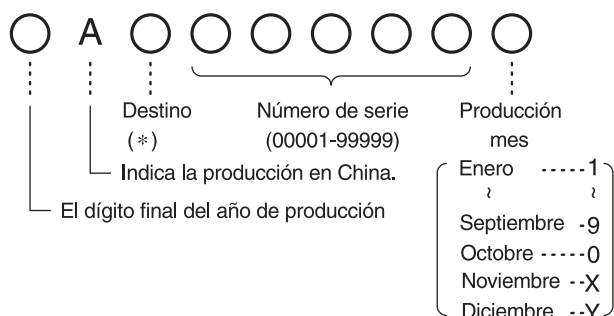 A
Destino
(*)
Número de serie
(00001-99999)
Producción
mes
Indica la producción en China.
El dígito final del año de producción
Enero -----1
~ ~
Septiembre -9
Octobre -----0
Noviembre --X
Diciembre --Y